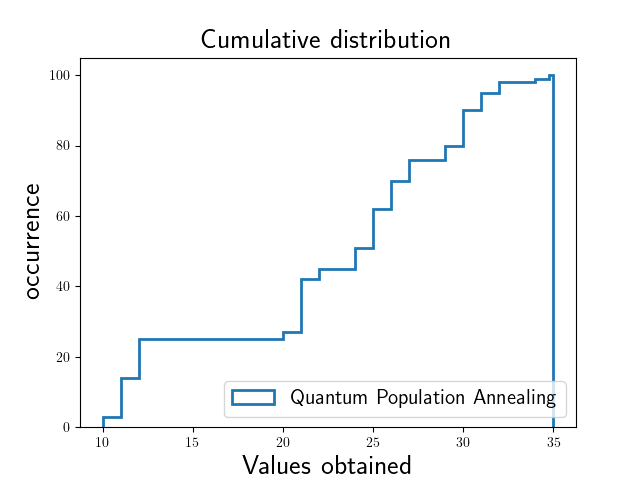 Cumulative distribution
100
80
60
40
20
0
occurrence
Quantum Population Annealing
10 15 20 25 30 35
Values obtained